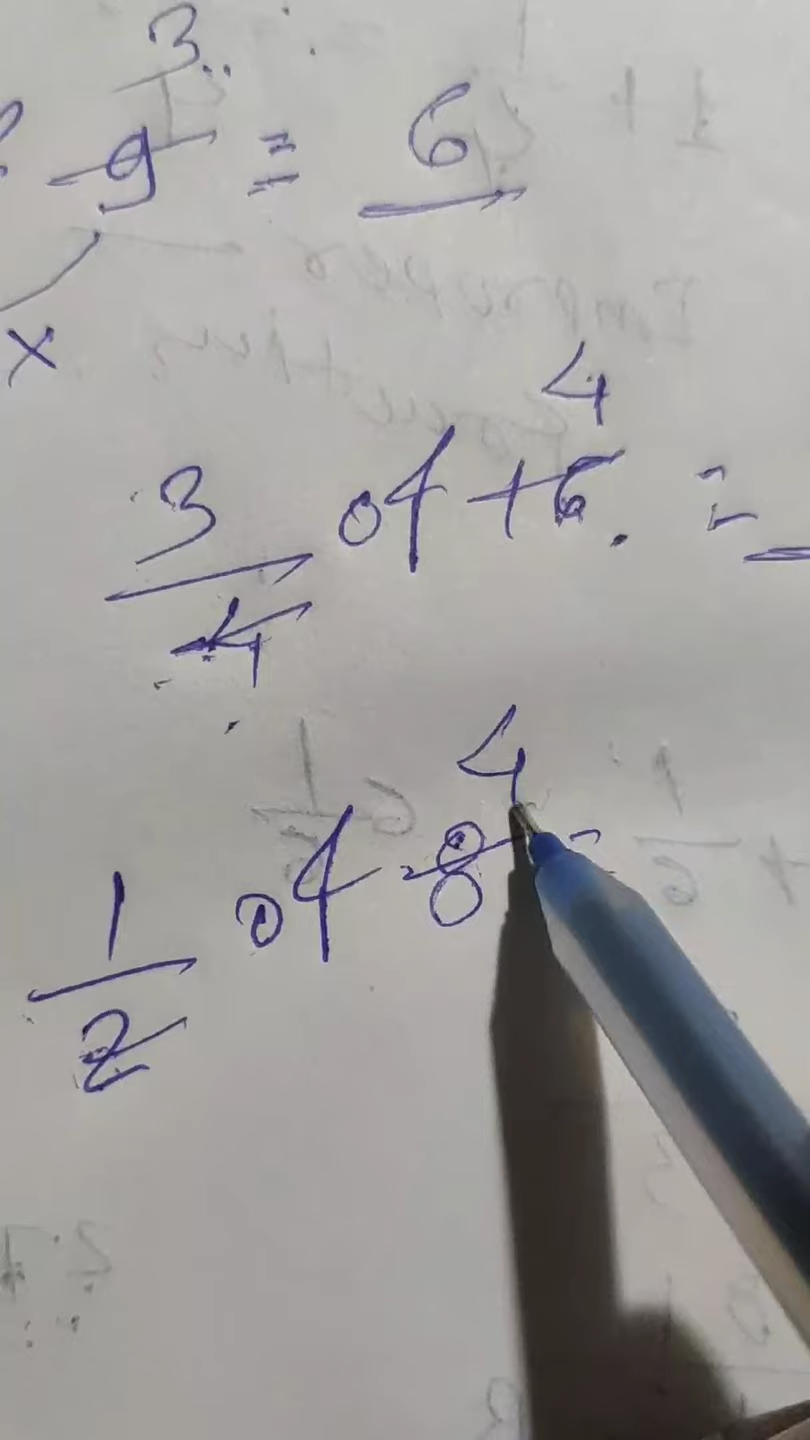 3
9 = 6
x
4
3/4 of 16. =
4
1/2 of 8 =